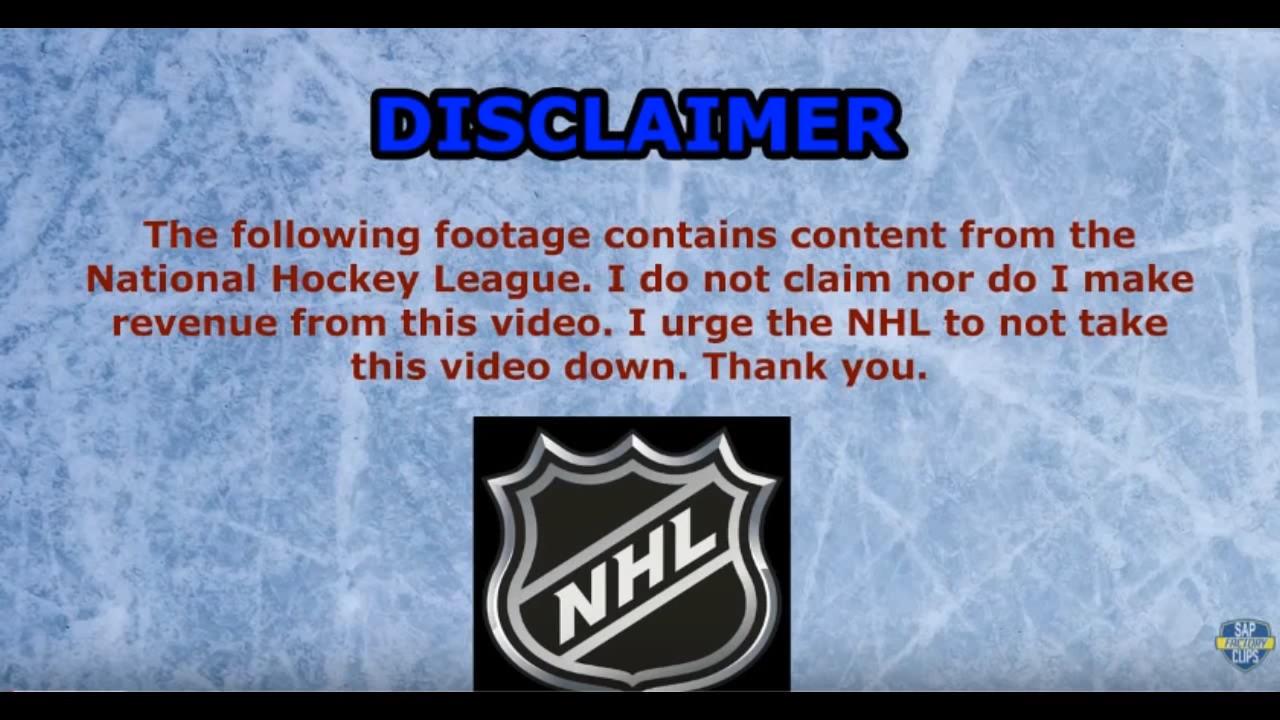 DISCLAIMER
The following footage contains content from the
National Hockey League. I do not claim nor do I make
revenue from this video. I urge the NHL to not take
this video down. Thank you.
NHL
SAP
FACTORY
CLIPS